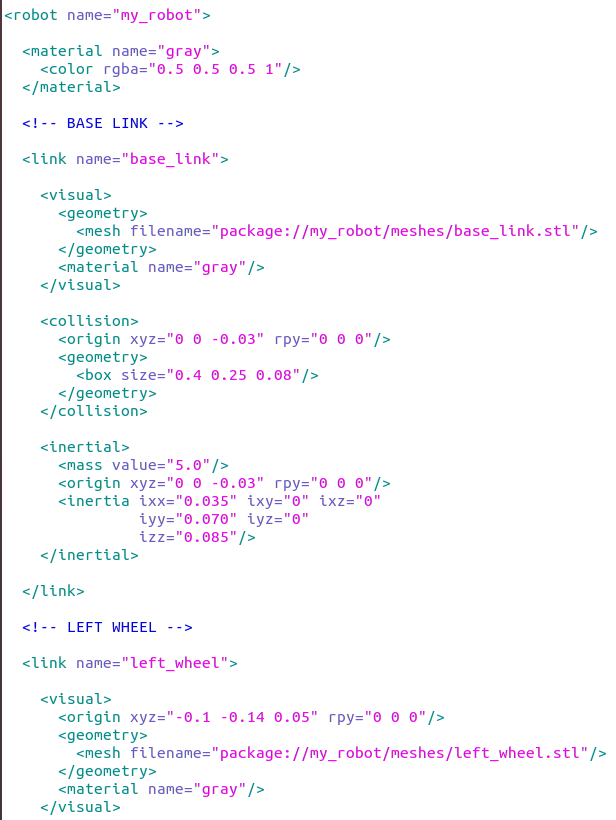 <robot name="my_robot">
<material name="gray">
<color rgba="0.5 0.5 0.5 1"/>
</material>
<!-- BASE LINK -->
<link name="base_link">
<visual>
<geometry>
<mesh filename="package://my_robot/meshes/base_link.stl"/>
</geometry>
<material name="gray"/>
</visual>
<collision>
<origin xyz="0 0 -0.03" rpy="0 0 0"/>
<geometry>
<box size="0.4 0.25 0.08"/>
</geometry>
</collision>
<inertial>
<mass value="5.0"/>
<origin xyz="0 0 -0.03" rpy="0 0 0"/>
<inertia ixx="0.035" ixy="0" ixz="0"
iyy="0.070" iyz="0"
izz="0.085"/>
</inertial>
</link>
<!-- LEFT WHEEL -->
<link name="left_wheel">
<visual>
<origin xyz="-0.1 -0.14 0.05" rpy="0 0 0"/>
<geometry>
<mesh filename="package://my_robot/meshes/left_wheel.stl"/>
</geometry>
<material name="gray"/>
</visual>